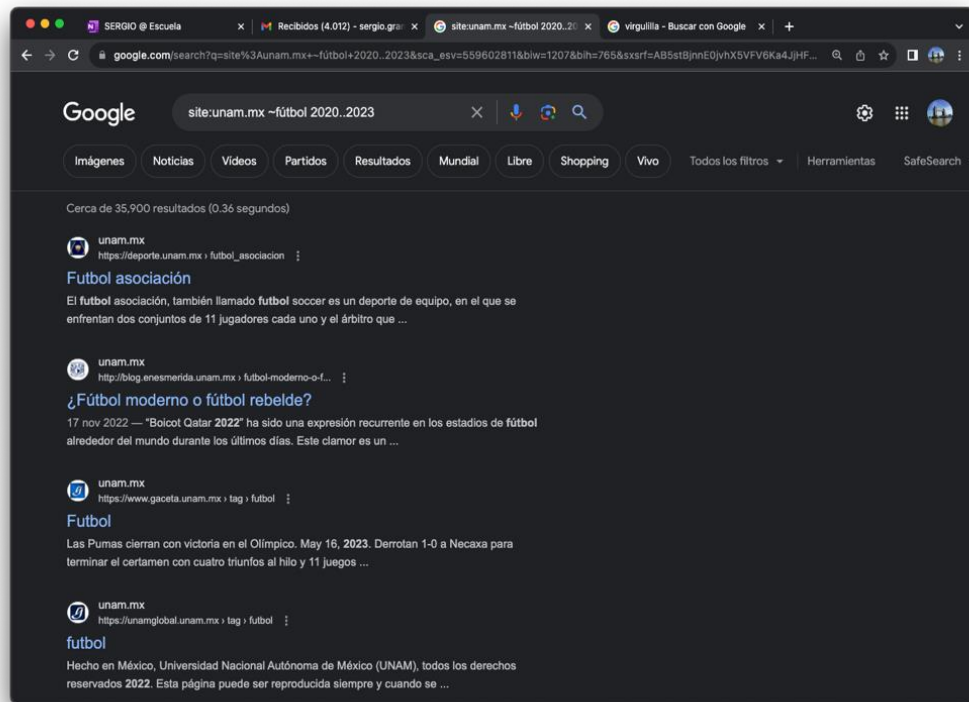 SERGIO @ Escuela
Recibidos (4.012) - sergio.gra
site:unam.mx ~fútbol 2020..20
virgulilla - Buscar con Google
google.com/search?q=site%3Aunam.mx+~fútbol+2020..2023&sca_esv=559602811&biw=1207&bih=765&sxsrf=AB5stBjnnE0jvhX5VFV6Ka4JjHF...
Google
site:unam.mx ~fútbol 2020..2023
Imágenes Noticias Vídeos Partidos Resultados Mundial Libre Shopping Vivo Todos los filtros Herramientas SafeSearch
Cerca de 35,900 resultados (0.36 segundos)
unam.mx
https://deporte.unam.mx › futbol_asociacion
Futbol asociación
El futbol asociación, también llamado futbol soccer es un deporte de equipo, en el que se
enfrentan dos conjuntos de 11 jugadores cada uno y el árbitro que ...
unam.mx
http://blog.enesmerida.unam.mx › futbol-moderno-o-f...
¿Fútbol moderno o fútbol rebelde?
17 nov 2022 — "Boicot Qatar 2022" ha sido una expresión recurrente en los estadios de fútbol
alrededor del mundo durante los últimos días. Este clamor es un ...
unam.mx
https://www.gaceta.unam.mx › tag › futbol
Futbol
Las Pumas cierran con victoria en el Olímpico. May 16, 2023. Derrotan 1-0 a Necaxa para
terminar el certamen con cuatro triunfos al hilo y 11 juegos ...
unam.mx
https://unamglobal.unam.mx › tag › futbol
futbol
Hecho en México, Universidad Nacional Autónoma de México (UNAM), todos los derechos
reservados 2022. Esta página puede ser reproducida siempre y cuando se ...